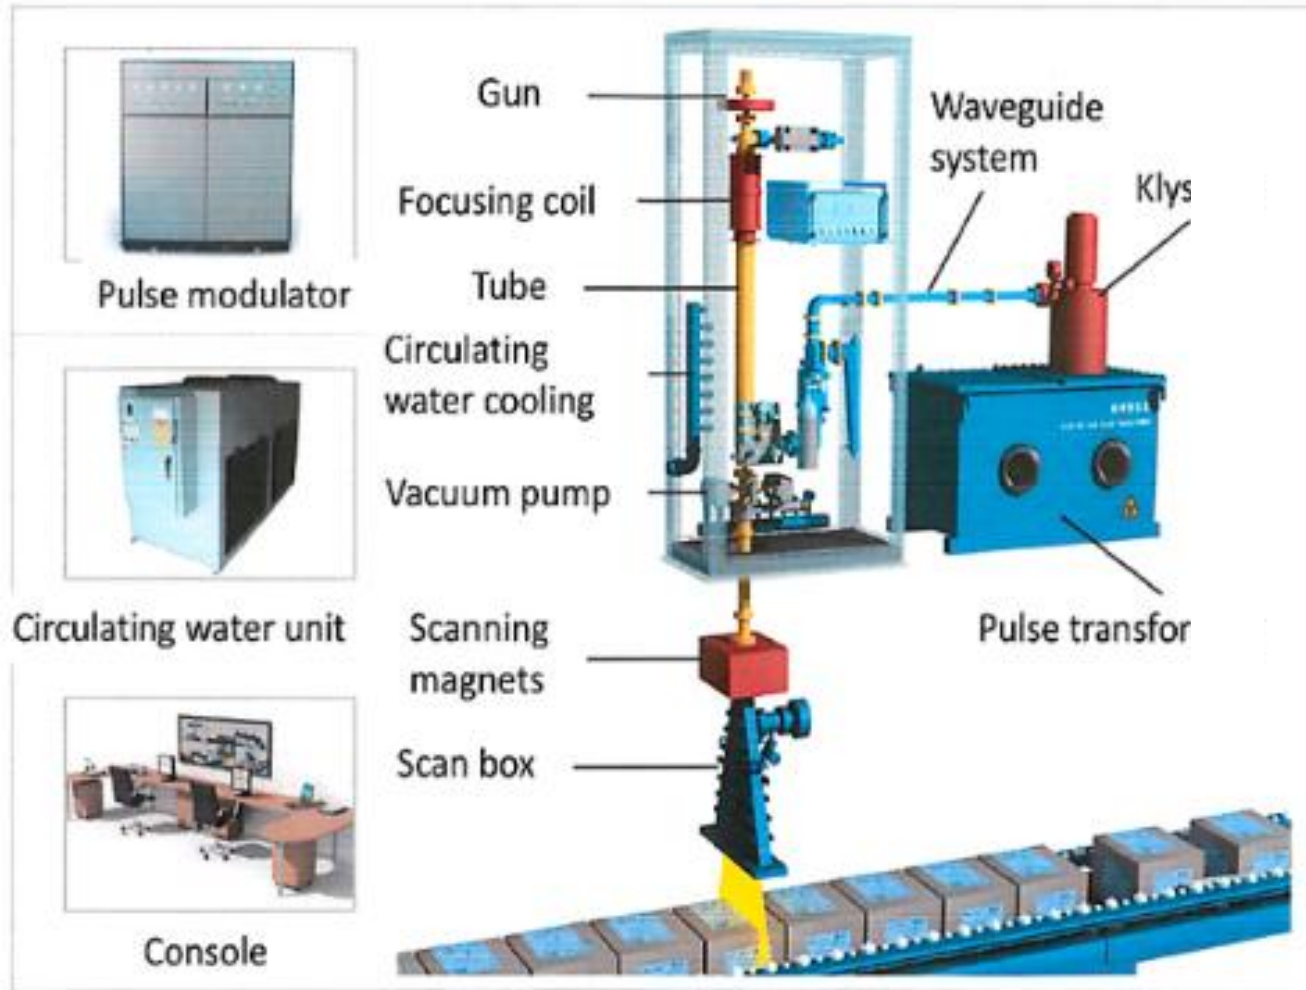 Gun
Waveguide
system
Klys
Focusing coil
Pulse modulator
Tube
Circulating
water cooling
Vacuum pump
Circulating water unit
Scanning
magnets
Pulse transfor
Scan box
Console